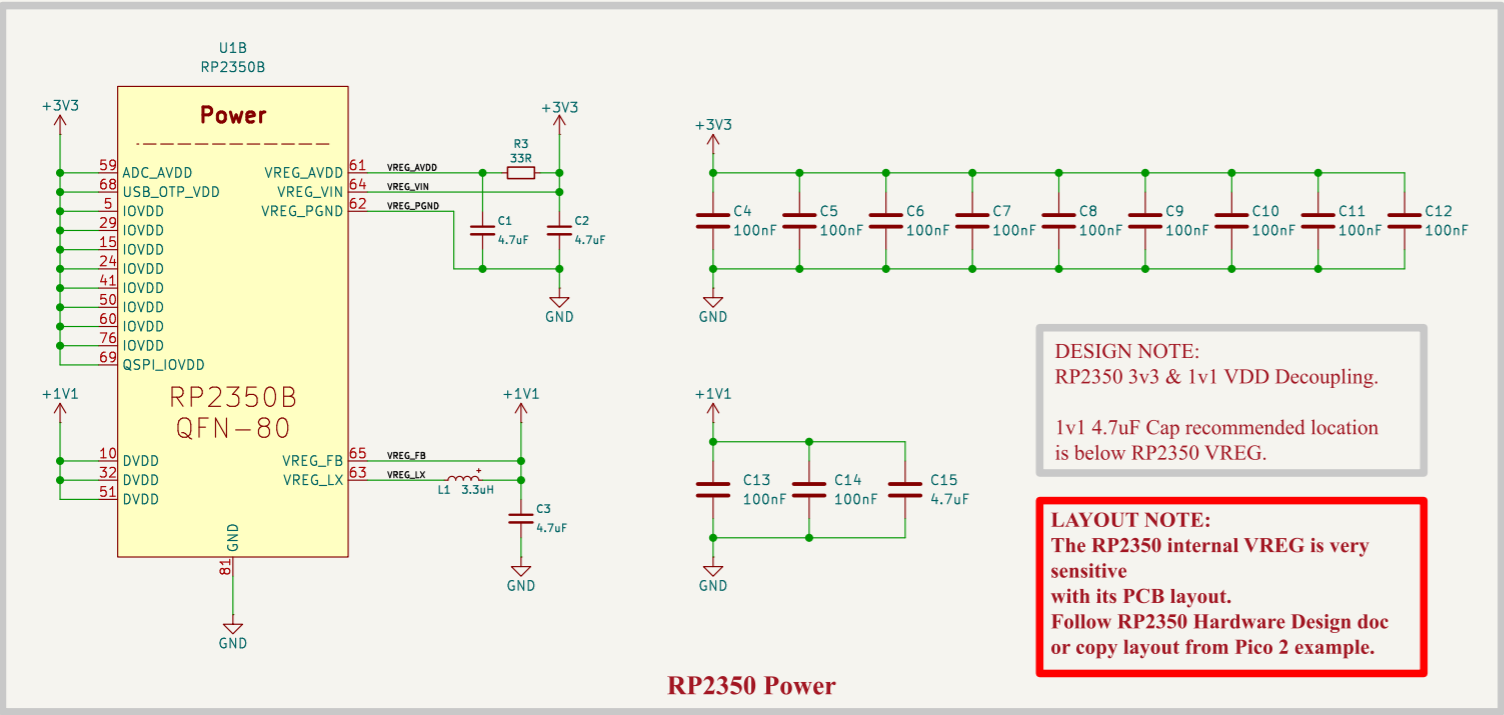 U1B
RP2350B
+3V3
Power
59 ADC_AVDD
68 USB_OTP_VDD
5 IOVDD
29 IOVDD
15 IOVDD
24 IOVDD
41 IOVDD
50 IOVDD
60 IOVDD
76 IOVDD
69 QSPI_IOVDD
VREG_AVDD 61 VREG_AVDD
VREG_VIN 64 VREG_VIN
VREG_PGND 62 VREG_PGND
R3
33R
+3V3
C1
4.7uF
C2
4.7uF
GND
RP2350B
QFN-80
+1V1
10 DVDD
32 DVDD
51 DVDD
VREG_FB 65 VREG_FB
VREG_LX 63 VREG_LX
+
L1 3.3uH
+1V1
C3
4.7uF
GND
GND
81
GND
+3V3
C4
100nF
C5
100nF
C6
100nF
C7
100nF
C8
100nF
C9
100nF
C10
100nF
C11
100nF
C12
100nF
GND
+1V1
C13
100nF
C14
100nF
C15
4.7uF
GND
DESIGN NOTE:
RP2350 3v3 & 1v1 VDD Decoupling.
1v1 4.7uF Cap recommended location
is below RP2350 VREG.
LAYOUT NOTE:
The RP2350 internal VREG is very
sensitive
with its PCB layout.
Follow RP2350 Hardware Design doc
or copy layout from Pico 2 example.
RP2350 Power